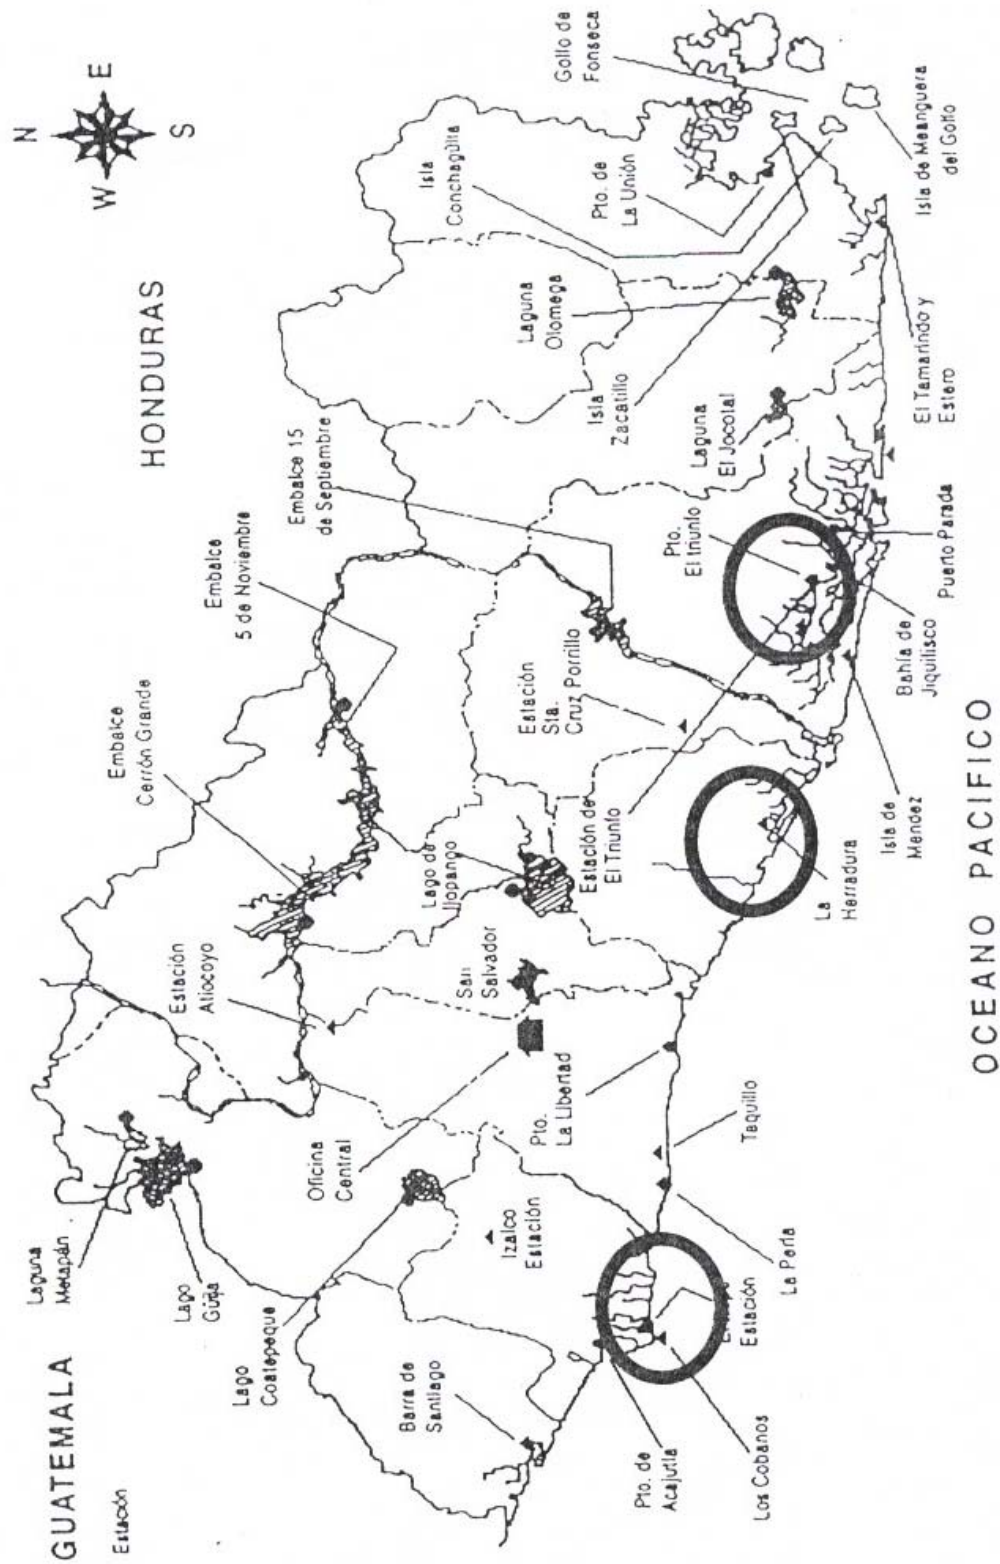 N
W E
S
GUATEMALA
Estación
HONDURAS
Laguna
Metapán
Lago
Güija
Estación
Atiocoyo
Embalce
Cerrón Grande
Embalce
5 de Noviembre
Embalce 15
de Septiembre
Isla
Conchagüita
Golfo de
Fonseca
Lago
Coatepeque
Oficina
Central
San
Salvador
Lago de
Ilopango
Estación
Sta.
Cruz Porrillo
Laguna
Olomega
Pto. de
La Unión
Barra de
Santiago
Izalco
Estación
Pto.
La Libertad
Estación de
El Triunfo
Pto.
El Triunfo
Isla
Zacatillo
Laguna
El Jocotal
Pto. de
Acajutla
Los Cobanos
Estación
La Perla
Taquillo
La
Herradura
Isla de
Mendez
Bahía de
Jiquilisco
Puerto Parada
El Tamarindo y
Estero
Isla de Meanguera
del Golfo
OCEANO PACIFICO